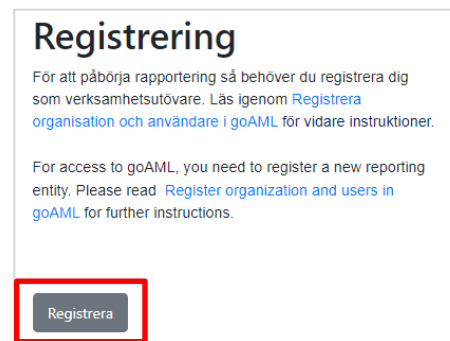 Registrering
För att påbörja rapportering så behöver du registrera dig
som verksamhetsutövare. Läs igenom Registrera
organisation och användare i goAML för vidare instruktioner.
For access to goAML, you need to register a new reporting
entity. Please read Register organization and users in
goAML for further instructions.
Registrera